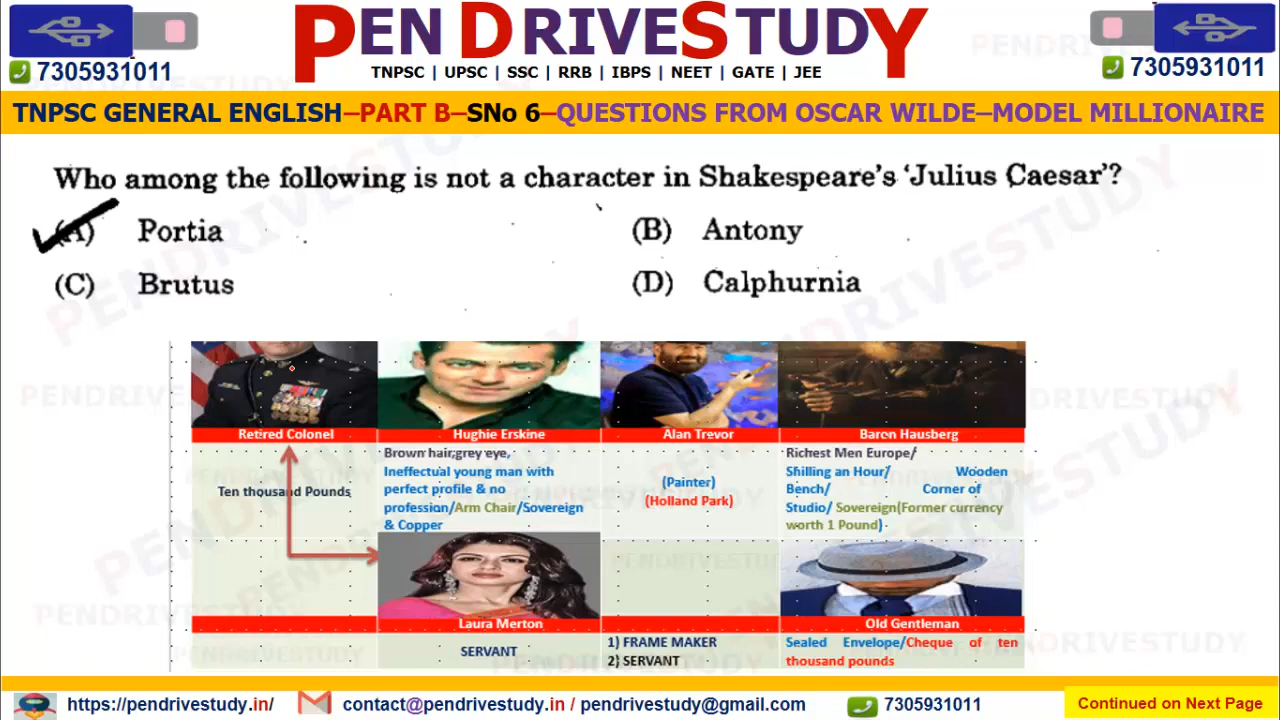 PENDRIVESTUDY
TNPSC | UPSC | SSC | RRB | IBPS | NEET | GATE | JEE
7305931011
7305931011
TNPSC GENERAL ENGLISH–PART B–SNo 6–QUESTIONS FROM OSCAR WILDE–MODEL MILLIONAIRE
Who among the following is not a character in Shakespeare's 'Julius Caesar'?
(A) Portia (B) Antony
(C) Brutus (D) Calphurnia
Retired Colonel Hughie Erskine Alan Trevor Baron Hausberg
Ten thousand Pounds
Brown hair,grey eye,
Ineffectual young man with
perfect profile & no
profession/Arm Chair/Sovereign
& Copper
(Painter)
(Holland Park)
Richest Men Europe/
Shilling an Hour/ Wooden
Bench/ Corner of
Studio/ Sovereign(Former currency
worth 1 Pound)
Laura Merton Old Gentleman
SERVANT
1) FRAME MAKER
2) SERVANT
Sealed Envelope/Cheque of ten
thousand pounds
https://pendrivestudy.in/ contact@pendrivestudy.in / pendrivestudy@gmail.com 7305931011 Continued on Next Page